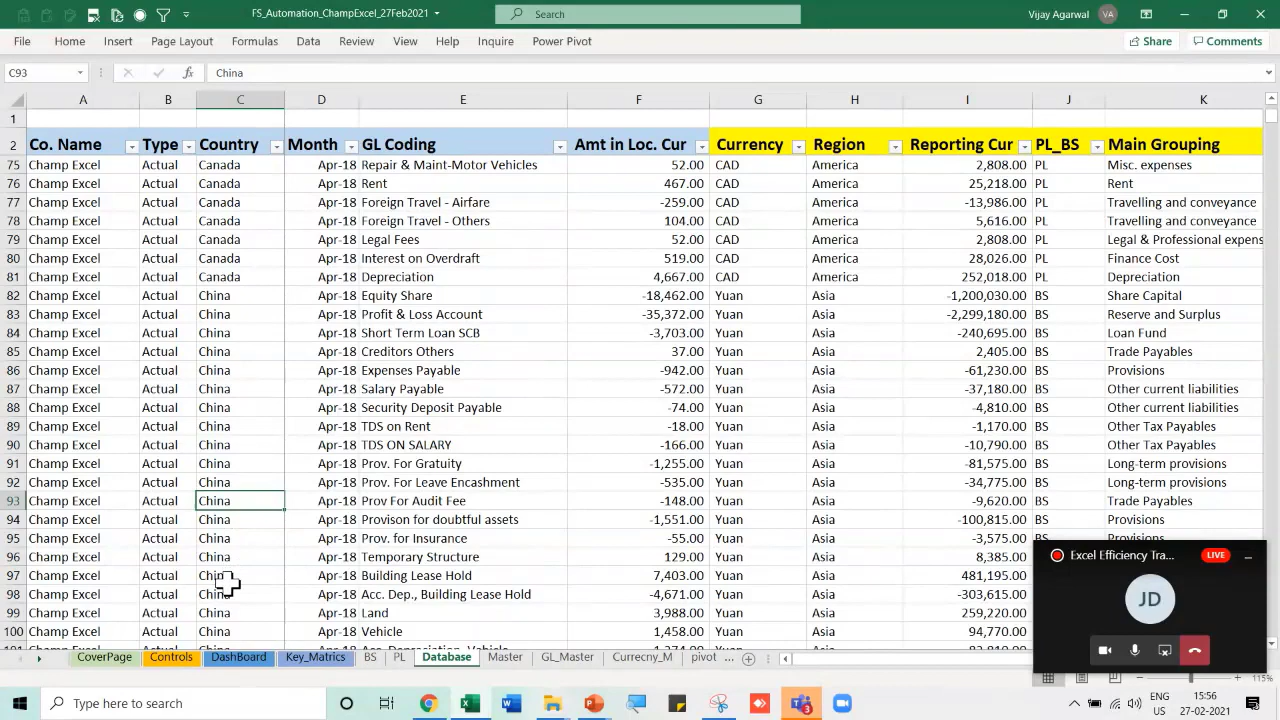 FS_Automation_ChampExcel_27Feb2021
Search
Vijay Agarwal VA
File Home Insert Page Layout Formulas Data Review View Help Inquire Power Pivot Share Comments
C93 fx China
A B C D E F G H I J K
1
2 Co. Name Type Country Month GL Coding Amt in Loc. Cur Currency Region Reporting Cur PL_BS Main Grouping
75 Champ Excel Actual Canada Apr-18 Repair & Maint-Motor Vehicles 52.00 CAD America 2,808.00 PL Misc. expenses
76 Champ Excel Actual Canada Apr-18 Rent 467.00 CAD America 25,218.00 PL Rent
77 Champ Excel Actual Canada Apr-18 Foreign Travel - Airfare -259.00 CAD America -13,986.00 PL Travelling and conveyance
78 Champ Excel Actual Canada Apr-18 Foreign Travel - Others 104.00 CAD America 5,616.00 PL Travelling and conveyance
79 Champ Excel Actual Canada Apr-18 Legal Fees 52.00 CAD America 2,808.00 PL Legal & Professional expens
80 Champ Excel Actual Canada Apr-18 Interest on Overdraft 519.00 CAD America 28,026.00 PL Finance Cost
81 Champ Excel Actual Canada Apr-18 Depreciation 4,667.00 CAD America 252,018.00 PL Depreciation
82 Champ Excel Actual China Apr-18 Equity Share -18,462.00 Yuan Asia -1,200,030.00 BS Share Capital
83 Champ Excel Actual China Apr-18 Profit & Loss Account -35,372.00 Yuan Asia -2,299,180.00 BS Reserve and Surplus
84 Champ Excel Actual China Apr-18 Short Term Loan SCB -3,703.00 Yuan Asia -240,695.00 BS Loan Fund
85 Champ Excel Actual China Apr-18 Creditors Others 37.00 Yuan Asia 2,405.00 BS Trade Payables
86 Champ Excel Actual China Apr-18 Expenses Payable -942.00 Yuan Asia -61,230.00 BS Provisions
87 Champ Excel Actual China Apr-18 Salary Payable -572.00 Yuan Asia -37,180.00 BS Other current liabilities
88 Champ Excel Actual China Apr-18 Security Deposit Payable -74.00 Yuan Asia -4,810.00 BS Other current liabilities
89 Champ Excel Actual China Apr-18 TDS on Rent -18.00 Yuan Asia -1,170.00 BS Other Tax Payables
90 Champ Excel Actual China Apr-18 TDS ON SALARY -166.00 Yuan Asia -10,790.00 BS Other Tax Payables
91 Champ Excel Actual China Apr-18 Prov. For Gratuity -1,255.00 Yuan Asia -81,575.00 BS Long-term provisions
92 Champ Excel Actual China Apr-18 Prov. For Leave Encashment -535.00 Yuan Asia -34,775.00 BS Long-term provisions
93 Champ Excel Actual China Apr-18 Prov For Audit Fee -148.00 Yuan Asia -9,620.00 BS Trade Payables
94 Champ Excel Actual China Apr-18 Provison for doubtful assets -1,551.00 Yuan Asia -100,815.00 BS Provisions
95 Champ Excel Actual China Apr-18 Prov. for Insurance -55.00 Yuan Asia -3,575.00 BS Provisions
96 Champ Excel Actual China Apr-18 Temporary Structure 129.00 Yuan Asia 8,385.00
97 Champ Excel Actual China Apr-18 Building Lease Hold 7,403.00 Yuan Asia 481,195.00
98 Champ Excel Actual China Apr-18 Acc. Dep., Building Lease Hold -4,671.00 Yuan Asia -303,615.00
99 Champ Excel Actual China Apr-18 Land 3,988.00 Yuan Asia 259,220.00
100 Champ Excel Actual China Apr-18 Vehicle 1,458.00 Yuan Asia 94,770.00
Excel Efficiency Tra... LIVE
JD
CoverPage Controls DashBoard Key_Metrics BS PL Database Master GL_Master Currecny_M pivot ...
115%
Type here to search
3
ENG
US
15:56
27-02-2021